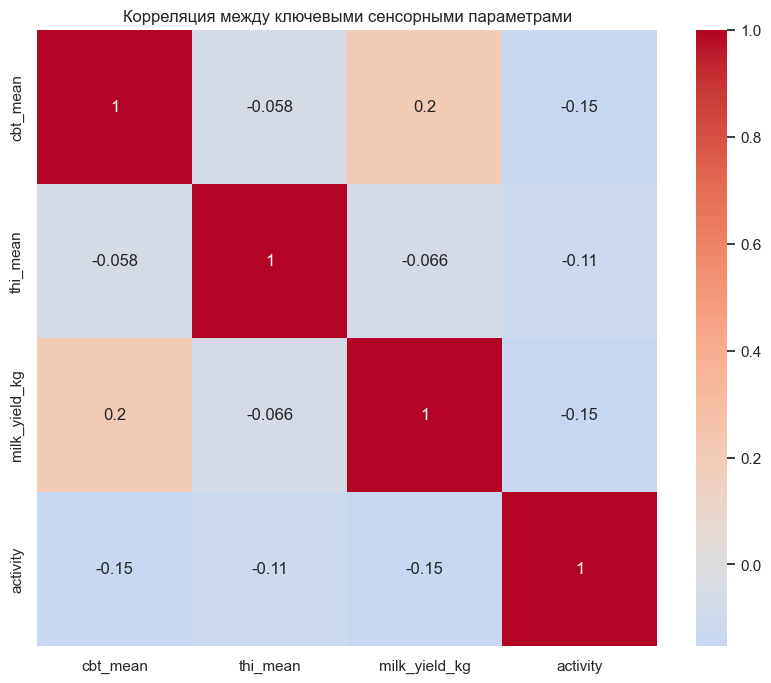 Корреляция между ключевыми сенсорными параметрами
cbt_mean
1
-0.058
0.2
-0.15
thi_mean
-0.058
1
-0.066
-0.11
milk_yield_kg
0.2
-0.066
1
-0.15
activity
-0.15
-0.11
-0.15
1
cbt_mean
thi_mean
milk_yield_kg
activity
1.0
0.8
0.6
0.4
0.2
0.0